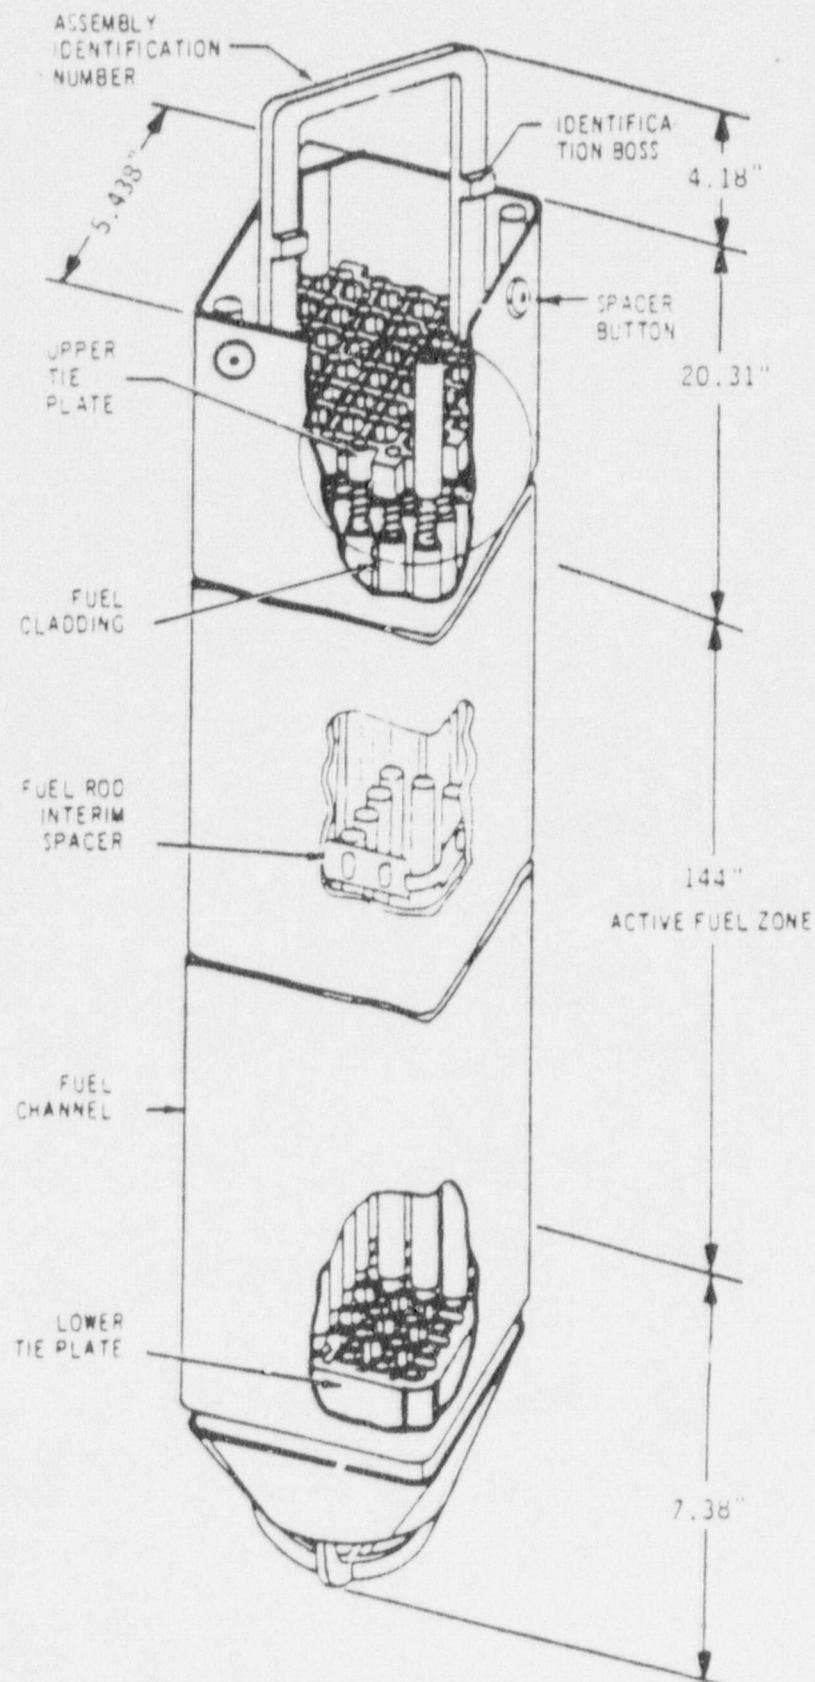 ASSEMBLY
IDENTIFICATION
NUMBER
IDENTIFICA-
TION BOSS
4.18"
5.438"
SPACER
BUTTON
UPPER
TIE
PLATE
20.31"
FUEL
CLADDING
FUEL ROD
INTERIM
SPACER
144"
ACTIVE FUEL ZONE
FUEL
CHANNEL
LOWER
TIE PLATE
7.38"